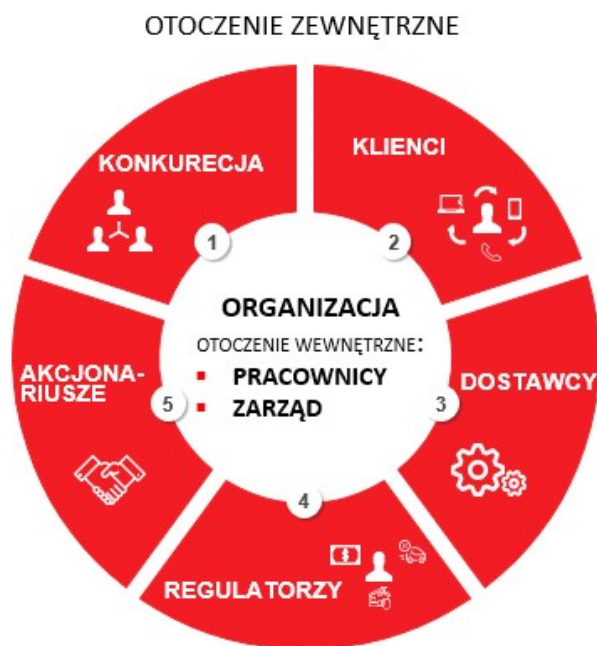 OTOCZENIE ZEWNĘTRZNE
KONKURECJA
1
KLIENCI
2
DOSTAWCY
3
REGULATORZY
4
AKCJONA-
RIUSZE
5
ORGANIZACJA
OTOCZENIE WEWNĘTRZNE:
▪ PRACOWNICY
▪ ZARZĄD